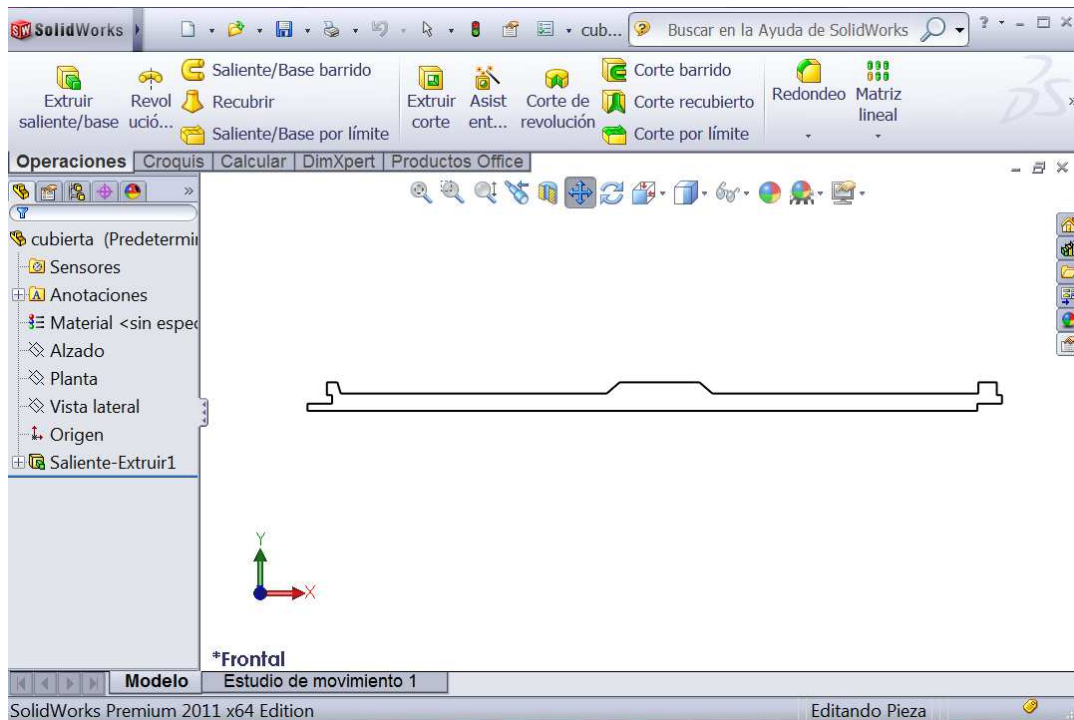 SolidWorks cub... Buscar en la Ayuda de SolidWorks ?
Extruir saliente/base
Revol ució...
Saliente/Base barrido
Recubrir
Saliente/Base por límite
Extruir corte
Asist ent...
Corte de revolución
Corte barrido
Corte recubierto
Corte por límite
Redondeo
Matriz lineal
Operaciones Croquis Calcular DimXpert Productos Office
cubierta (Predetermin
Sensores
Anotaciones
Material <sin espec
Alzado
Planta
Vista lateral
Origen
Saliente-Extruir1
Y
X
*Frontal
Modelo Estudio de movimiento 1
SolidWorks Premium 2011 x64 Edition Editando Pieza